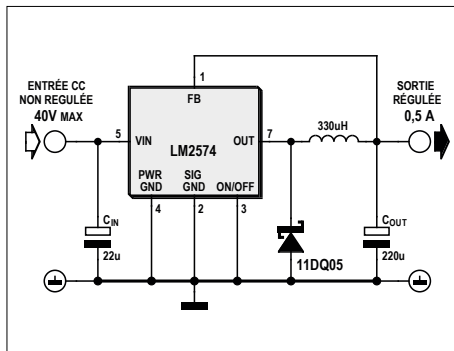 ENTRÉE CC
NON REGULÉE
40V MAX
1
FB
SORTIE
RÉGULÉE
0,5 A
5
VIN
LM2574
OUT
7
330uH
PWR
GND
SIG
GND
ON/OFF
4
2
3
CIN
22u
11DQ05
COUT
220u